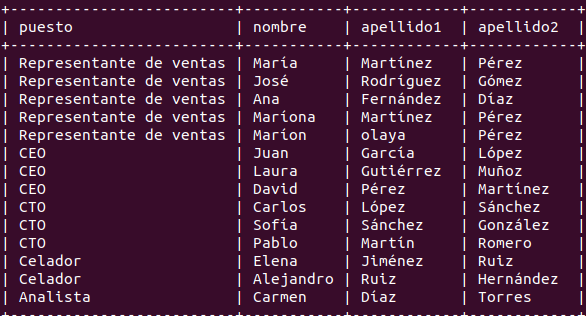 puesto nombre apellido1 apellido2
Representante de ventas María Martínez Pérez
Representante de ventas José Rodríguez Gómez
Representante de ventas Ana Fernández Díaz
Representante de ventas Maríona Martínez Pérez
Representante de ventas Maríon olaya Pérez
CEO Juan García López
CEO Laura Gutiérrez Muñoz
CEO David Pérez Martínez
CTO Carlos López Sánchez
CTO Sofía Sánchez González
CTO Pablo Martín Romero
Celador Elena Jiménez Ruiz
Celador Alejandro Ruiz Hernández
Analista Carmen Díaz Torres